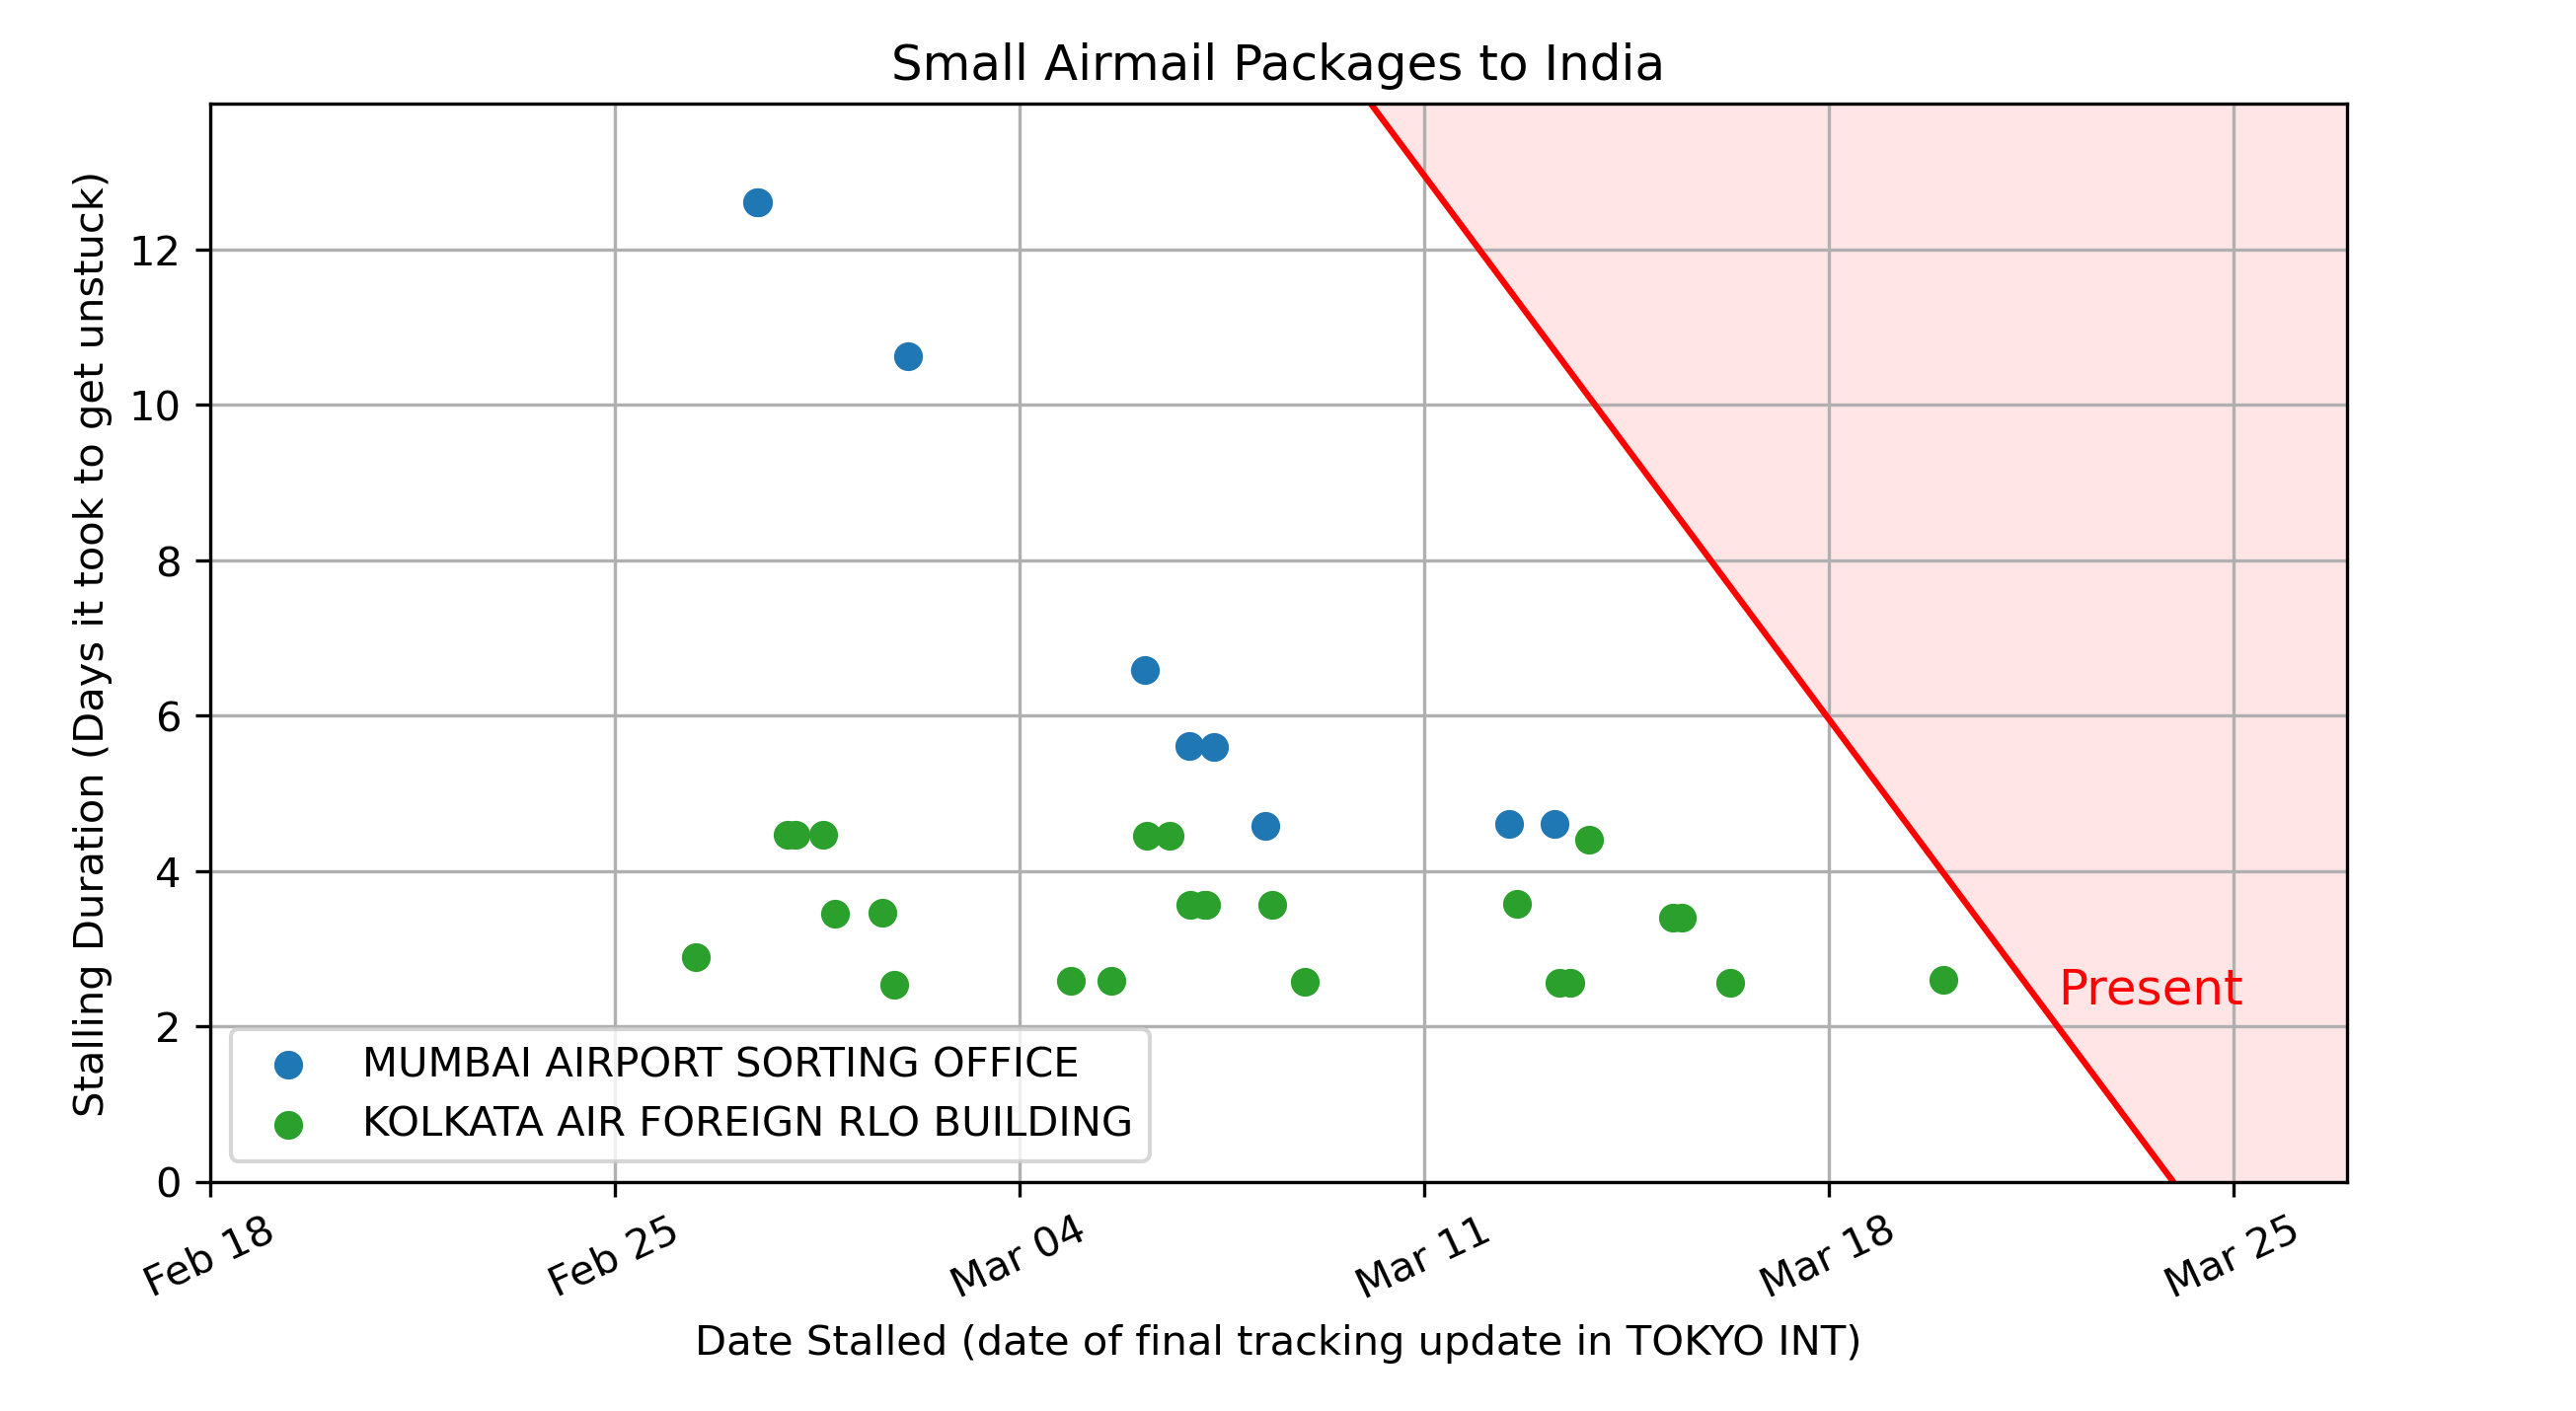 Small Airmail Packages to India
Stalling Duration (Days it took to get unstuck)
12
10
8
6
4
2
0
Present
MUMBAI AIRPORT SORTING OFFICE
KOLKATA AIR FOREIGN RLO BUILDING
Feb 18
Feb 25
Mar 04
Mar 11
Mar 18
Mar 25
Date Stalled (date of final tracking update in TOKYO INT)